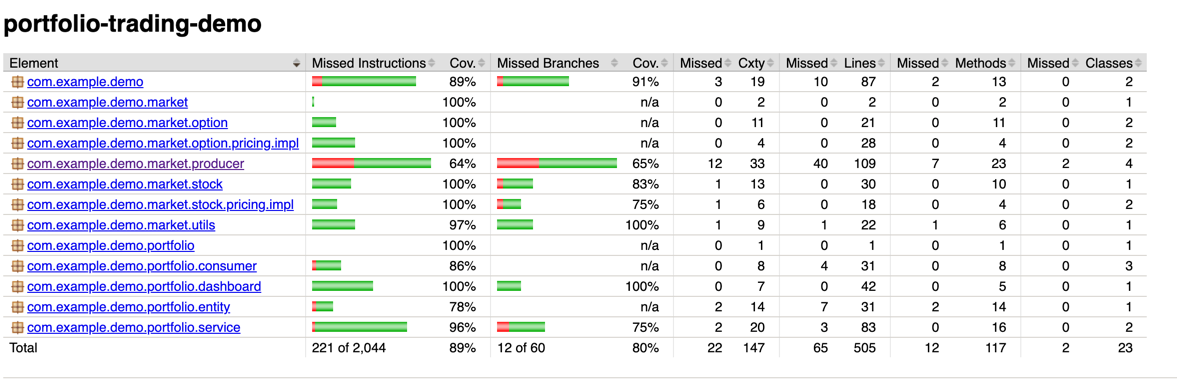 portfolio-trading-demo
Element Missed Instructions Cov. Missed Branches Cov. Missed Cxty Missed Lines Missed Methods Missed Classes
com.example.demo 89% 91% 3 19 10 87 2 13 0 2
com.example.demo.market 100% n/a 0 2 0 2 0 2 0 1
com.example.demo.market.option 100% n/a 0 11 0 21 0 11 0 2
com.example.demo.market.option.pricing.impl 100% n/a 0 4 0 28 0 4 0 2
com.example.demo.market.producer 64% 65% 12 33 40 109 7 23 2 4
com.example.demo.market.stock 100% 83% 1 13 0 30 0 10 0 1
com.example.demo.market.stock.pricing.impl 100% 75% 1 6 0 18 0 4 0 2
com.example.demo.market.utils 97% 100% 1 9 1 22 1 6 0 1
com.example.demo.portfolio 100% n/a 0 1 0 1 0 1 0 1
com.example.demo.portfolio.consumer 86% n/a 0 8 4 31 0 8 0 3
com.example.demo.portfolio.dashboard 100% 100% 0 7 0 42 0 5 0 1
com.example.demo.portfolio.entity 78% n/a 2 14 7 31 2 14 0 1
com.example.demo.portfolio.service 96% 75% 2 20 3 83 0 16 0 2
Total 221 of 2,044 89% 12 of 60 80% 22 147 65 505 12 117 2 23